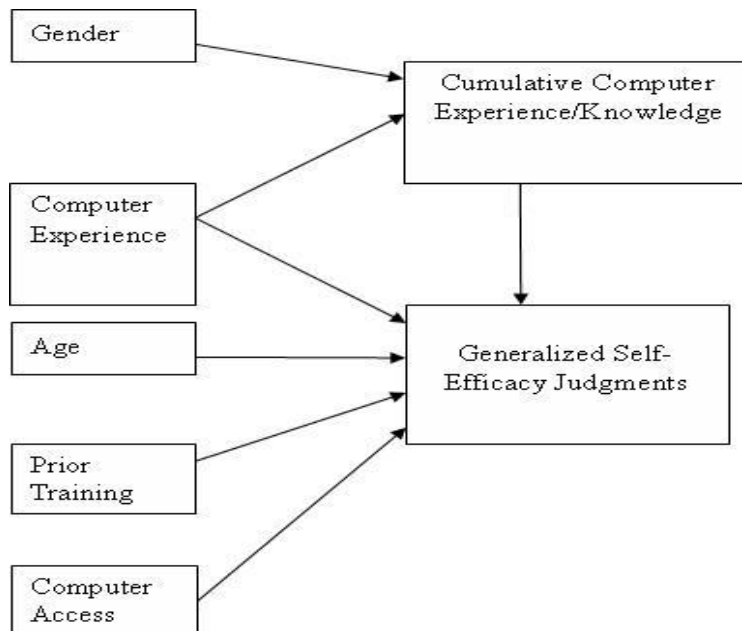 Gender
Cumulative Computer
Experience/Knowledge
Computer
Experience
Age
Generalized Self-
Efficacy Judgments
Prior
Training
Computer
Access